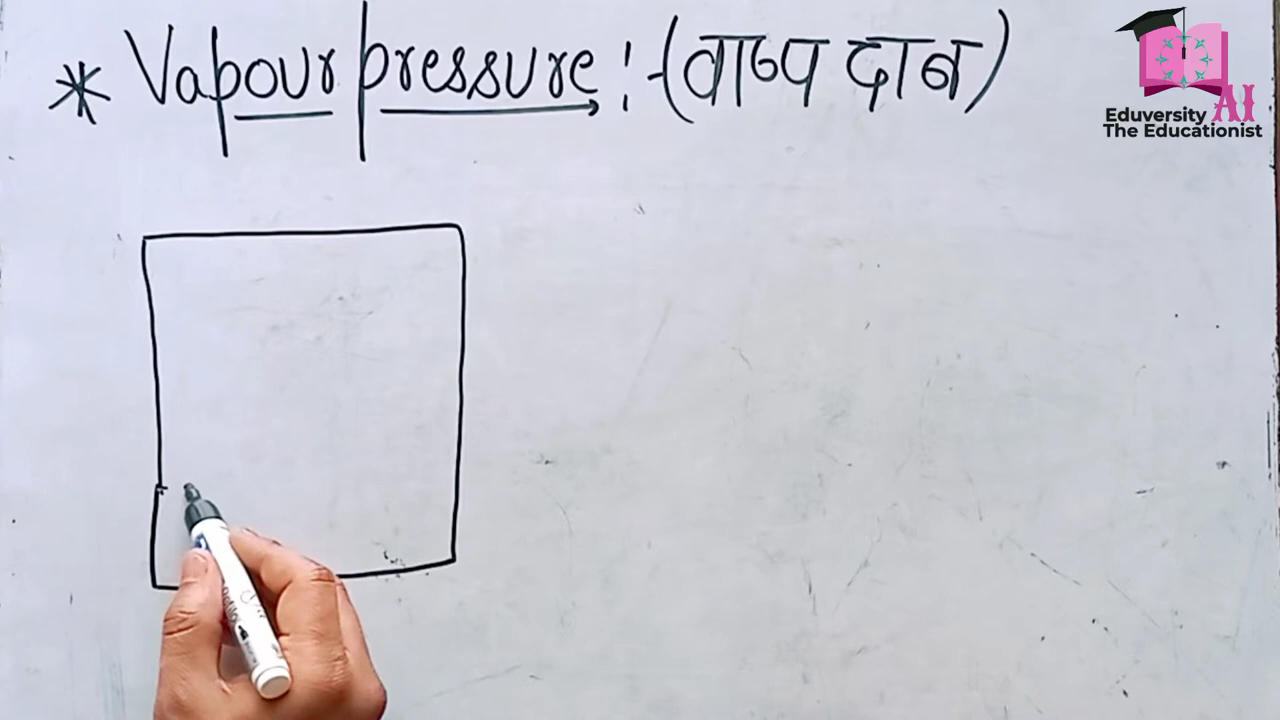 * Vapour pressure :- (वाष्प दाब)
Eduversity AI
The Educationist